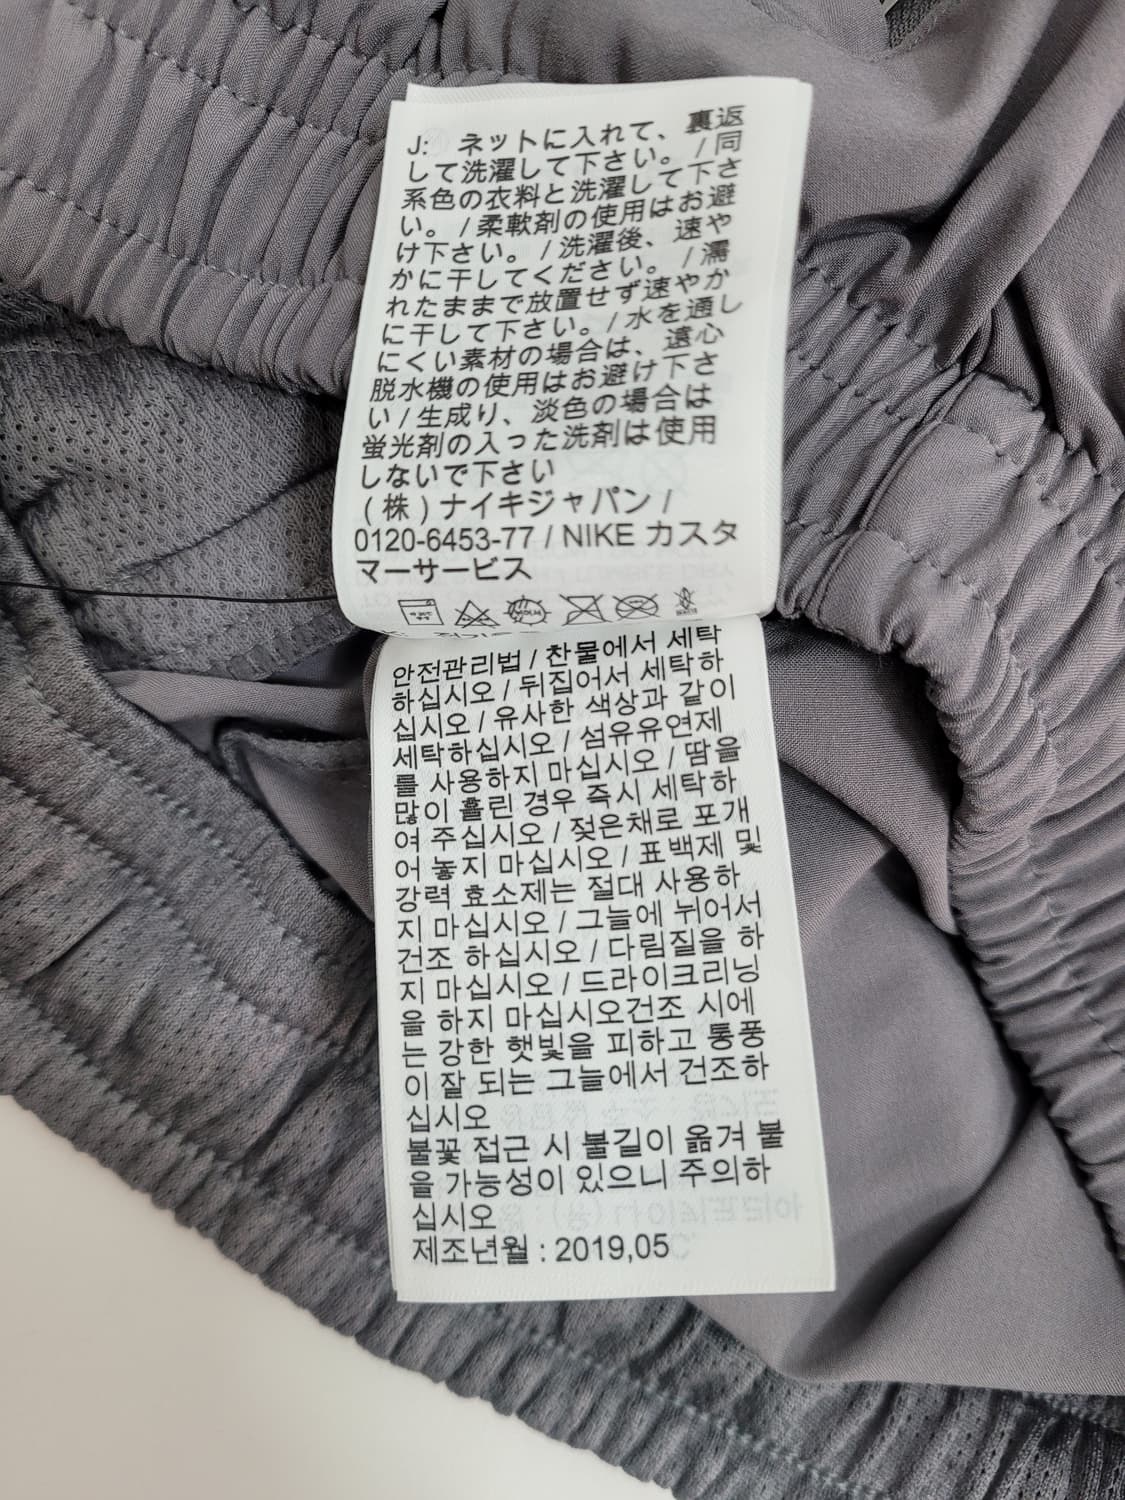 J: ネットに入れて、裏返
して洗濯して下さい。/同
系色の衣料と洗濯して下さ
い。/柔軟剤の使用はお避
け下さい。/洗濯後、速や
かに干してください。/濡
れたままで放置せず速やか
に干して下さい。/水を通し
にくい素材の場合は、遠心
脱水機の使用はお避け下さ
い/生成り、淡色の場合は
蛍光剤の入った洗剤は使用
しないで下さい
(株)ナイキジャパン/
0120-6453-77 / NIKE カスタ
マーサービス
안전관리법 / 찬물에서 세탁
하십시오 / 뒤집어서 세탁하
십시오 / 유사한 색상과 같이
세탁하십시오 / 섬유유연제
를 사용하지 마십시오 / 땀을
많이 흘린 경우 즉시 세탁하
여 주십시오 / 젖은채로 포개
어 놓지 마십시오 / 표백제 및
강력 효소제는 절대 사용하
지 마십시오 / 그늘에 뉘어서
건조 하십시오 / 다림질을 하
지 마십시오 / 드라이크리닝
을 하지 마십시오건조 시에
는 강한 햇빛을 피하고 통풍
이 잘 되는 그늘에서 건조하
십시오
불꽃 접근 시 불길이 옮겨 붙
을 가능성이 있으니 주의하
십시오
제조년월 : 2019,05